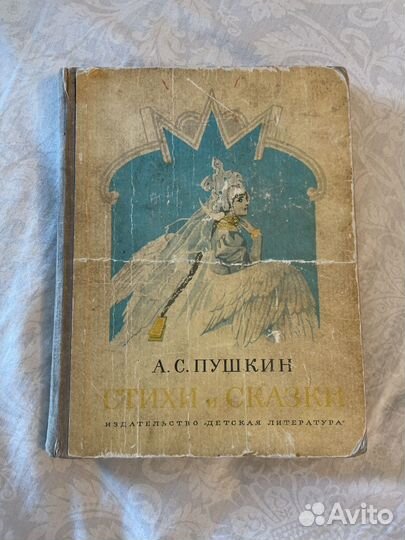 А. С. ПУШКИН
СТИХИ и СКАЗКИ
ИЗДАТЕЛЬСТВО «ДЕТСКАЯ ЛИТЕРАТУРА»
Avito